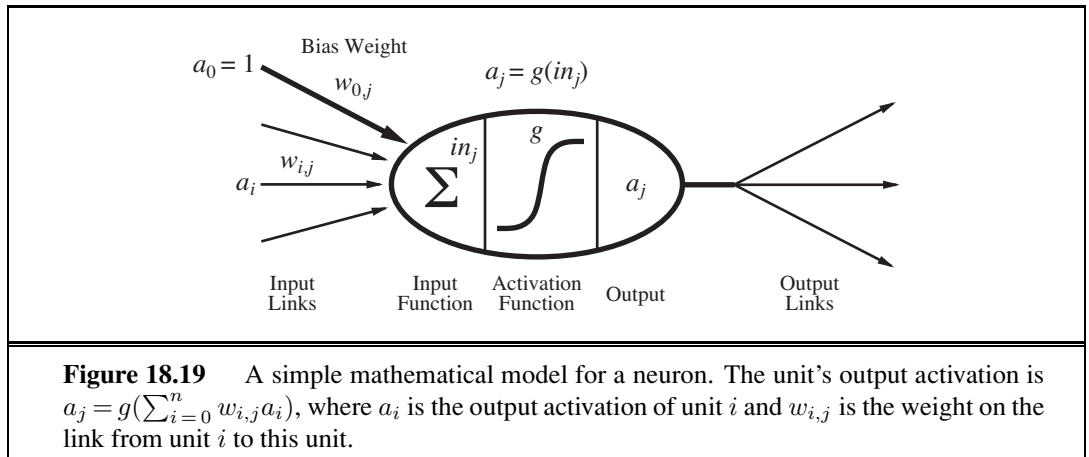 Bias Weight
a₀ = 1
aⱼ = g(inⱼ)
w₀,ⱼ
g
inⱼ
wᵢ,ⱼ
Σ
aᵢ
aⱼ
Input
Links
Input
Function
Activation
Function
Output
Output
Links
Figure 18.19 A simple mathematical model for a neuron. The unit's output activation is
aⱼ = g(∑ⁿᵢ₌₀ wᵢ,ⱼaᵢ), where aᵢ is the output activation of unit i and wᵢ,ⱼ is the weight on the
link from unit i to this unit.